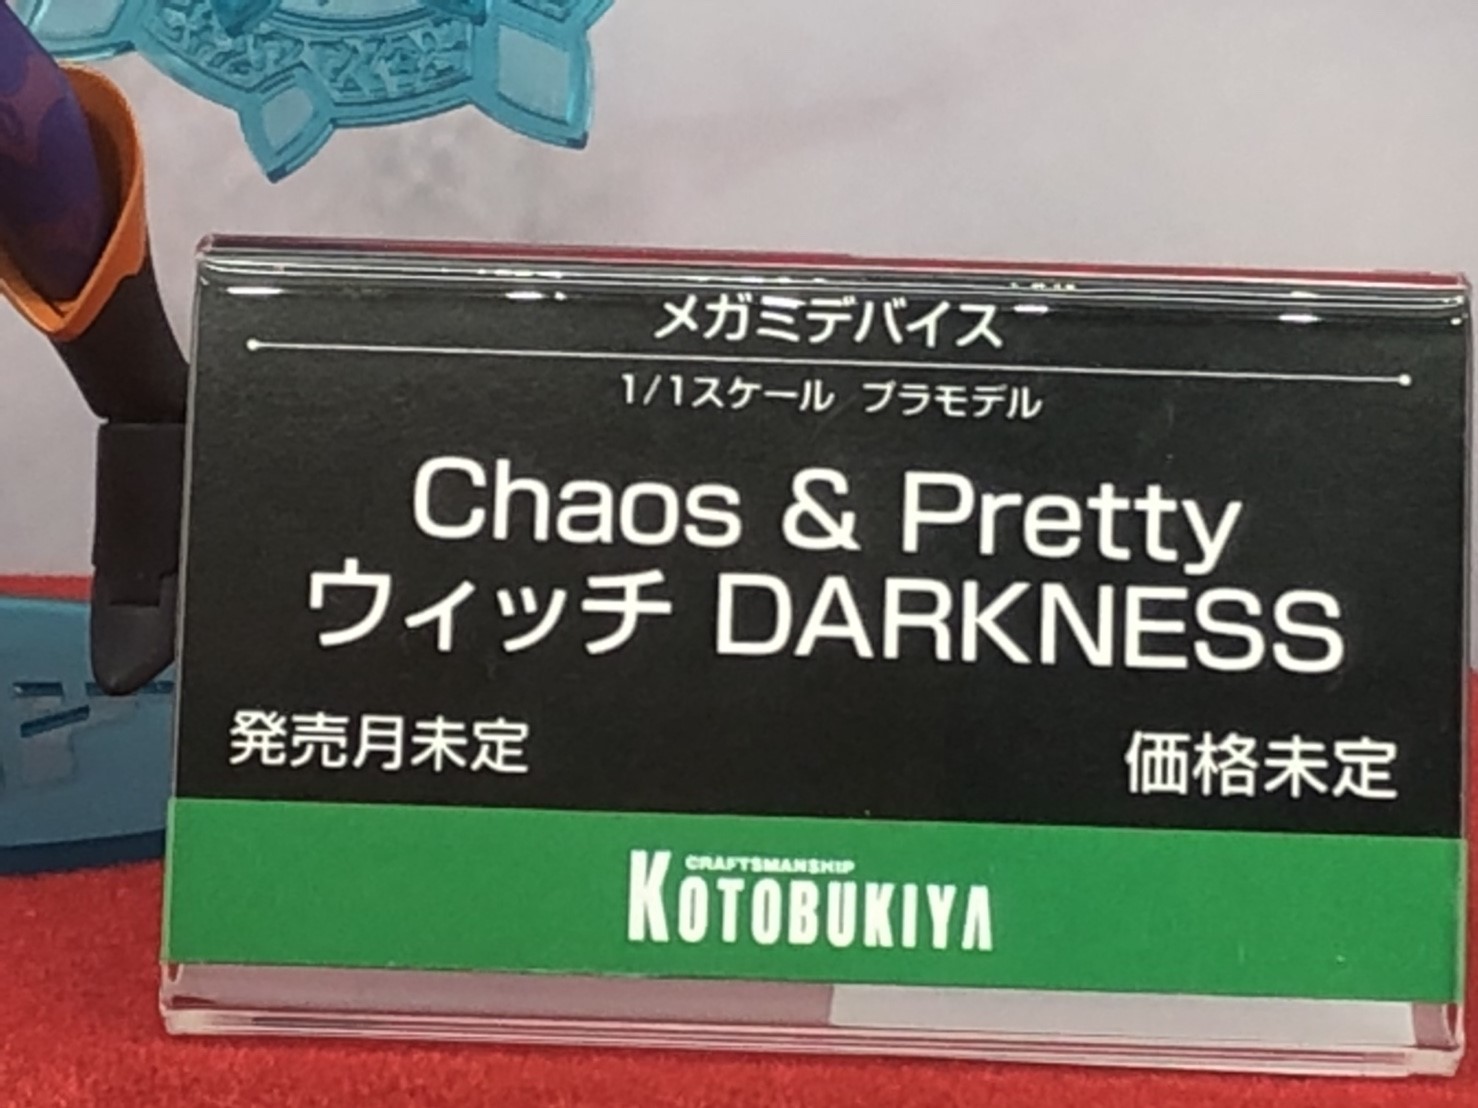 メガミデバイス
1/1スケール プラモデル
Chaos & Pretty
ウィッチ DARKNESS
発売月未定 価格未定
CRAFTSMANSHIP
KOTOBUKIYA